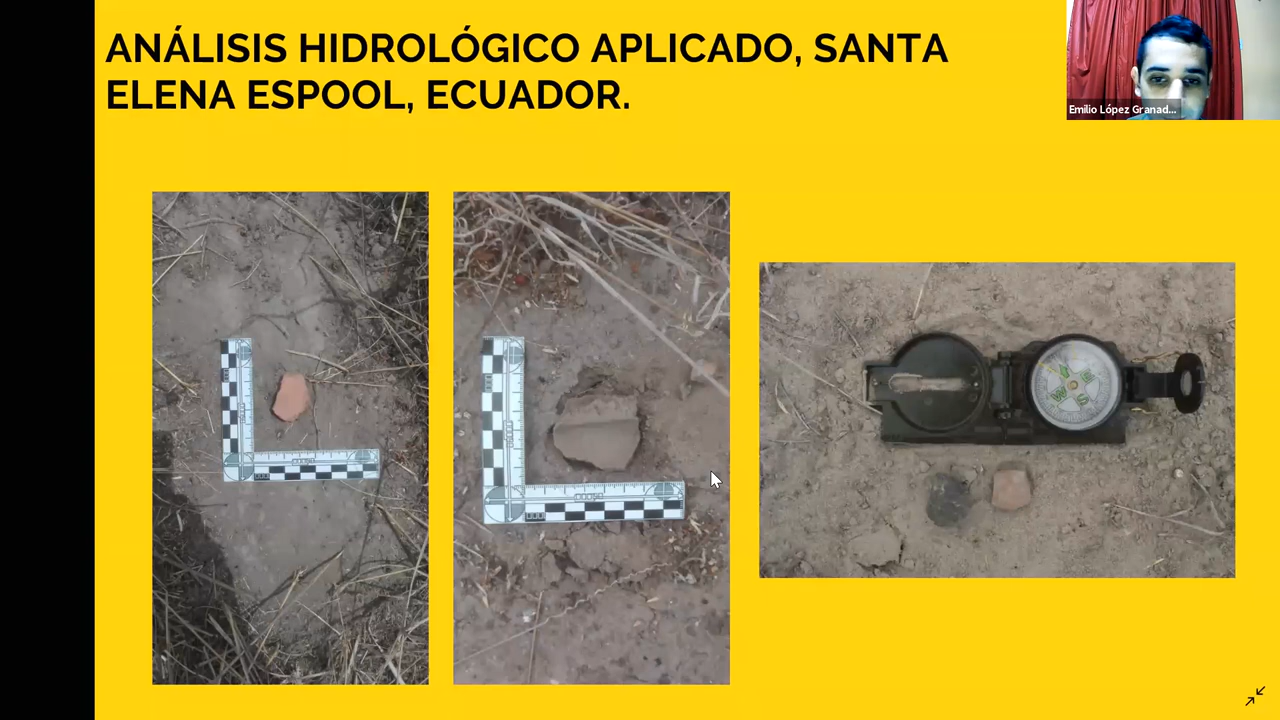 ANÁLISIS HIDROLÓGICO APLICADO, SANTA
ELENA ESPOOL, ECUADOR.
Emilio López Granad...
W
E
S